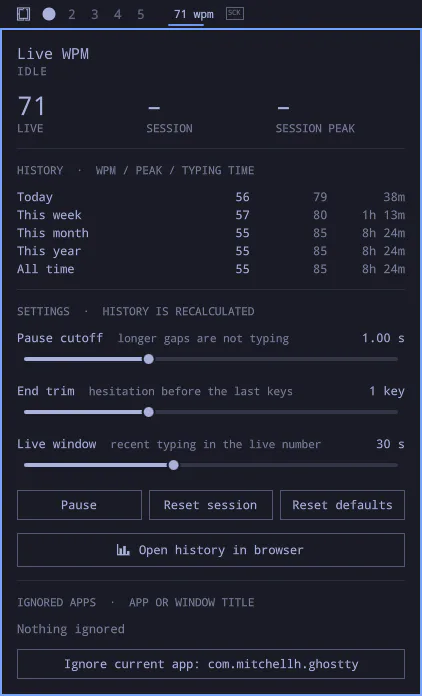 2 3 4 5 71 wpm SCK
Live WPM
IDLE
71 – –
LIVE SESSION SESSION PEAK
HISTORY · WPM / PEAK / TYPING TIME
Today 56 79 38m
This week 57 80 1h 13m
This month 55 85 8h 24m
This year 55 85 8h 24m
All time 55 85 8h 24m
SETTINGS · HISTORY IS RECALCULATED
Pause cutoff longer gaps are not typing 1.00 s
End trim hesitation before the last keys 1 key
Live window recent typing in the live number 30 s
Pause Reset session Reset defaults
Open history in browser
IGNORED APPS · APP OR WINDOW TITLE
Nothing ignored
Ignore current app: com.mitchellh.ghostty